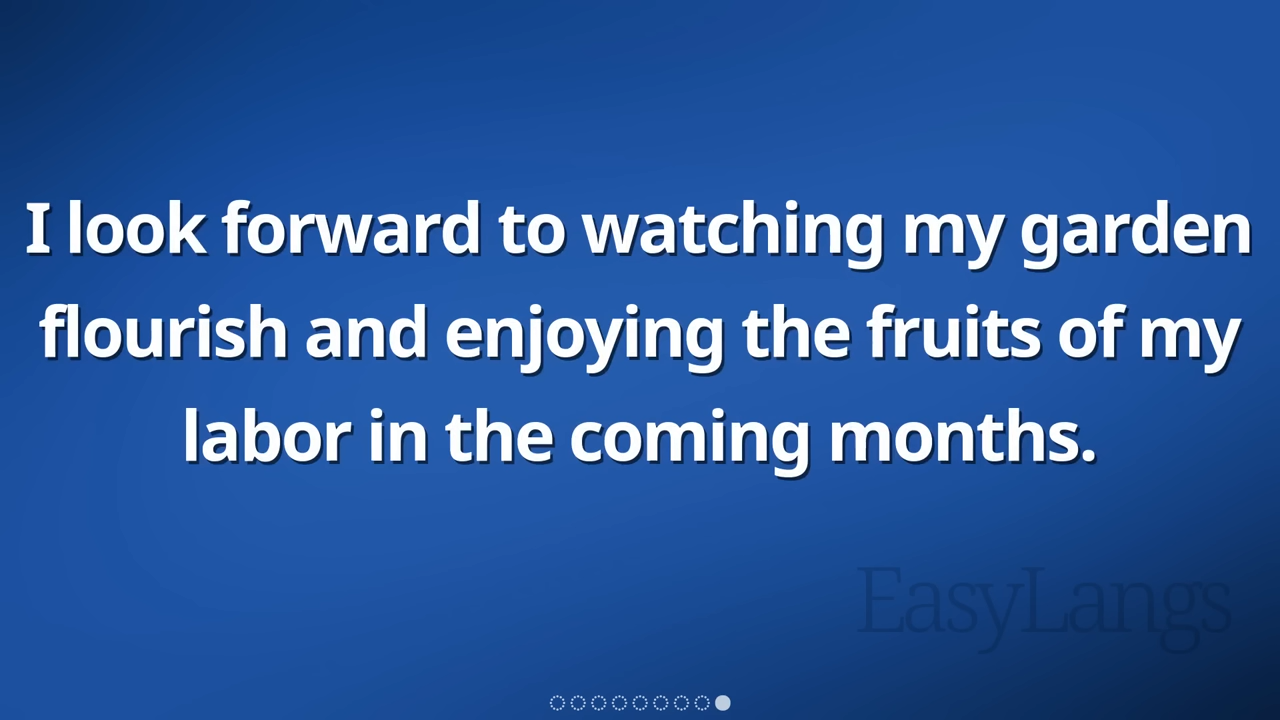 I look forward to watching my garden
flourish and enjoying the fruits of my
labor in the coming months.
EasyLangs